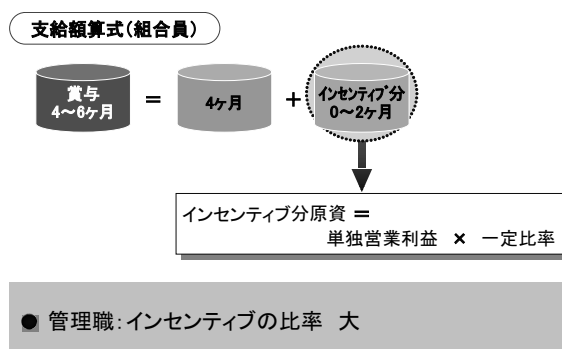 支給額算式(組合員)
賞与
4~6ヶ月
=
4ヶ月
+
インセンティブ分
0~2ヶ月
インセンティブ分原資 =
単独営業利益 × 一定比率
● 管理職:インセンティブの比率 大